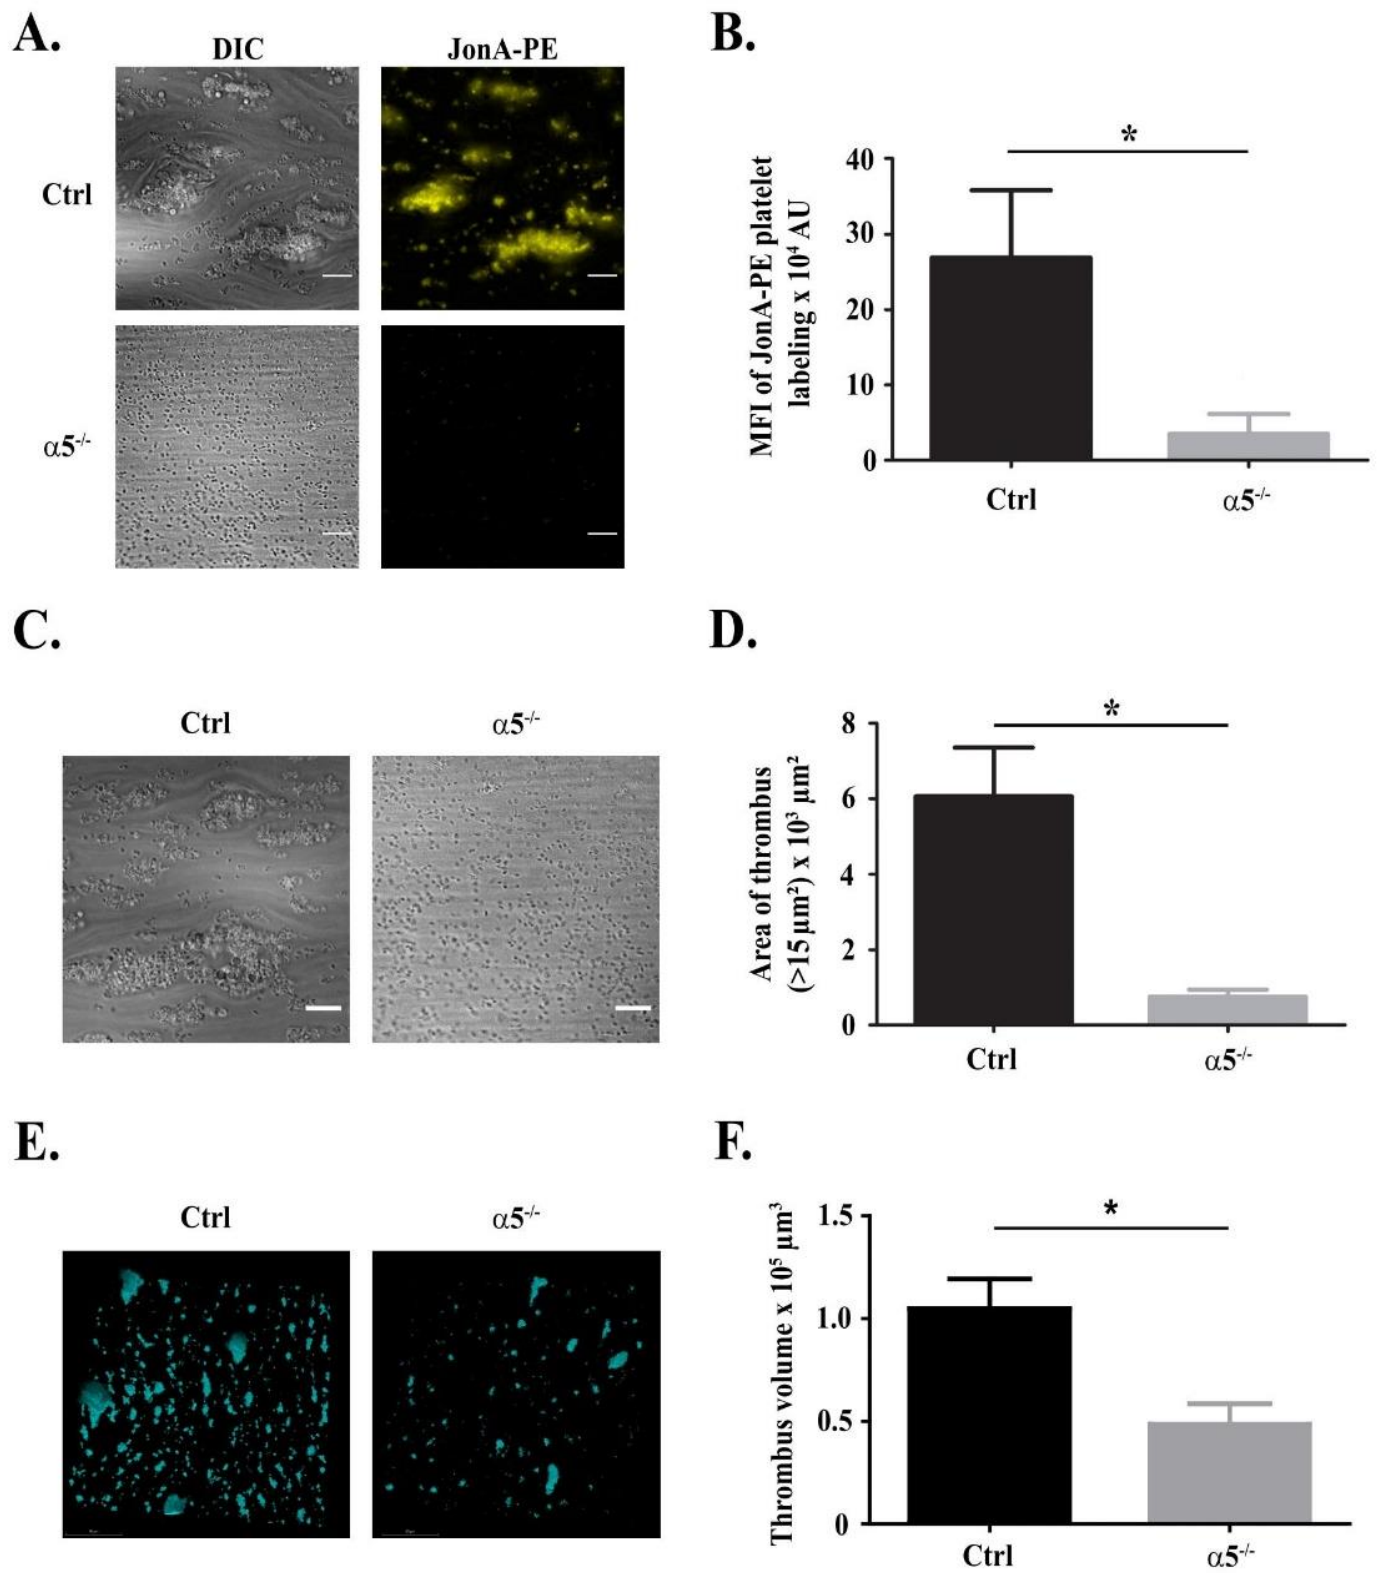 A.
DIC
JonA-PE
Ctrl
α5-/-
B.
*
MFI of JonA-PE platelet
labeling x 10⁴ AU
40
30
20
10
0
Ctrl
α5-/-
C.
Ctrl
α5-/-
D.
*
Area of thrombus
(>15 µm²) x 10³ µm²
8
6
4
2
0
Ctrl
α5-/-
E.
Ctrl
α5-/-
F.
*
Thrombus volume x 10⁵ µm³
1.5
1.0
0.5
0
Ctrl
α5-/-